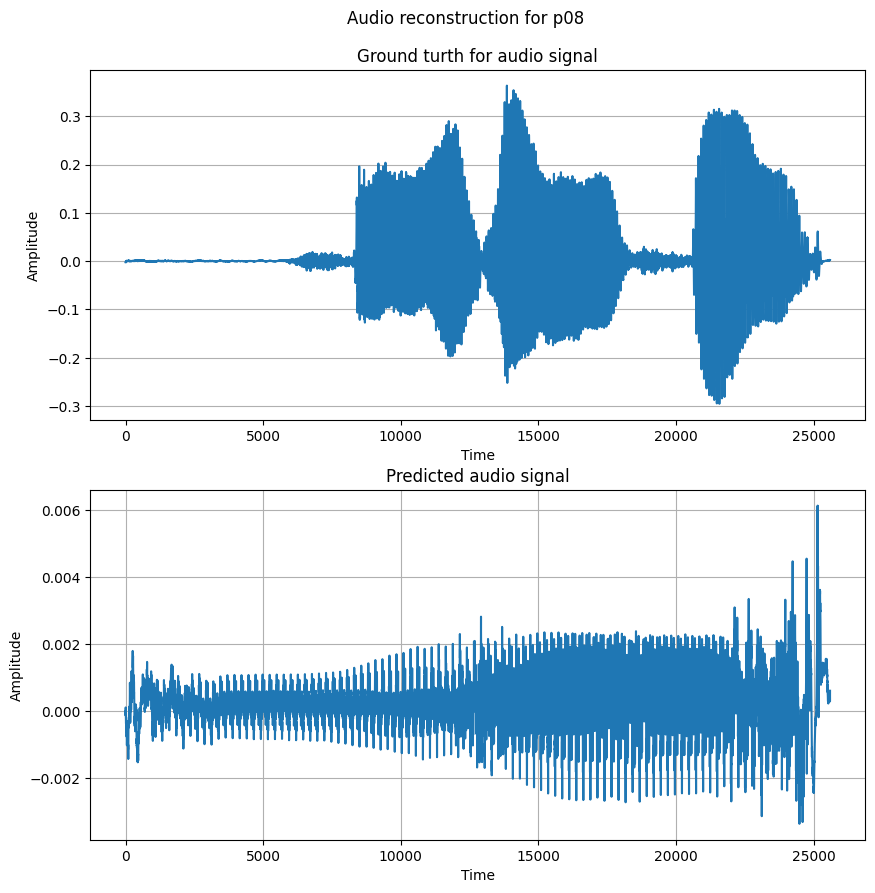 Audio reconstruction for p08
Ground turth for audio signal
Amplitude
0.3
0.2
0.1
0.0
−0.1
−0.2
−0.3
0 5000 10000 15000 20000 25000
Time
Predicted audio signal
Amplitude
0.006
0.004
0.002
0.000
−0.002
0 5000 10000 15000 20000 25000
Time